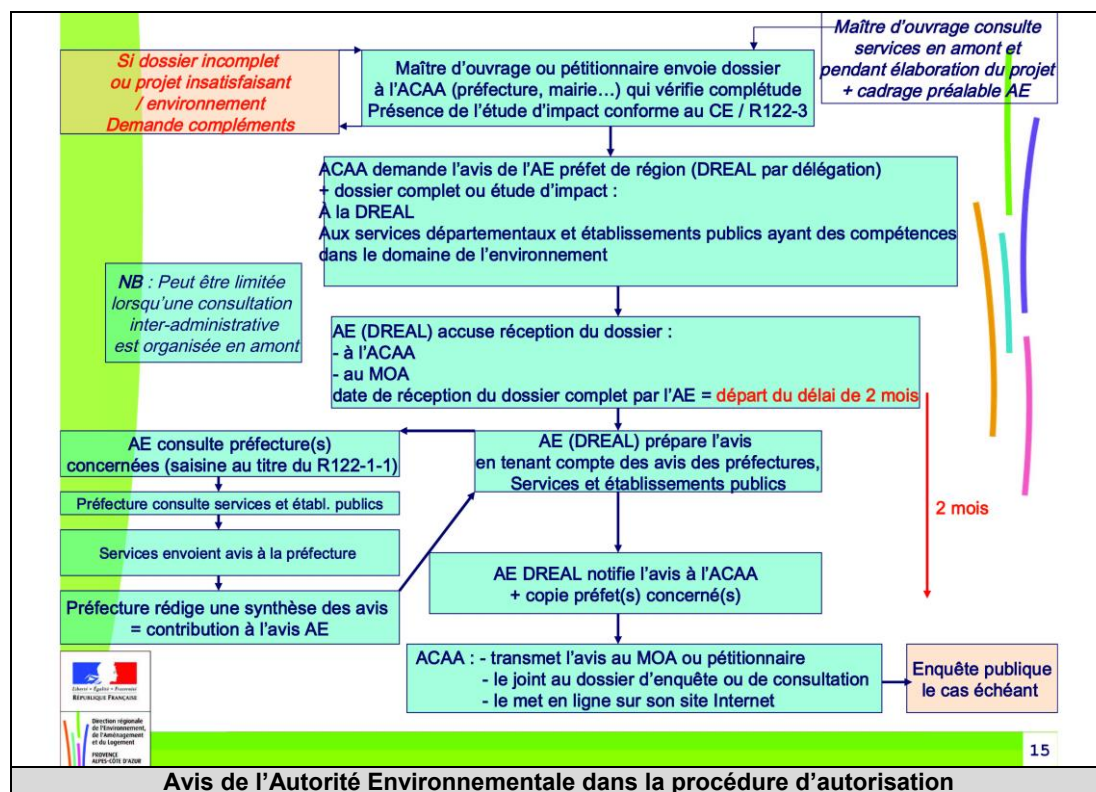 Maître d'ouvrage consulte
services en amont et
pendant élaboration du projet
+ cadrage préalable AE
Si dossier incomplet
ou projet insatisfaisant
/ environnement
Demande compléments
Maître d'ouvrage ou pétitionnaire envoie dossier
à l'ACAA (préfecture, mairie…) qui vérifie complétude
Présence de l'étude d'impact conforme au CE / R122-3
ACAA demande l'avis de l'AE préfet de région (DREAL par délégation)
+ dossier complet ou étude d'impact :
À la DREAL
Aux services départementaux et établissements publics ayant des compétences
dans le domaine de l'environnement
NB : Peut être limitée
lorsqu'une consultation
inter-administrative
est organisée en amont
AE (DREAL) accuse réception du dossier :
- à l'ACAA
- au MOA
date de réception du dossier complet par l'AE = départ du délai de 2 mois
AE consulte préfecture(s)
concernées (saisine au titre du R122-1-1)
AE (DREAL) prépare l'avis
en tenant compte des avis des préfectures,
Services et établissements publics
Préfecture consulte services et établ. publics
2 mois
Services envoient avis à la préfecture
AE DREAL notifie l'avis à l'ACAA
+ copie préfet(s) concerné(s)
Préfecture rédige une synthèse des avis
= contribution à l'avis AE
ACAA : - transmet l'avis au MOA ou pétitionnaire
- le joint au dossier d'enquête ou de consultation
- le met en ligne sur son site Internet
Enquête publique
le cas échéant
Liberté • Égalité • Fraternité
RÉPUBLIQUE FRANÇAISE
Direction régionale
de l'Environnement,
de l'Aménagement
et du Logement
PROVENCE
ALPES-CÔTE D'AZUR
15
Avis de l'Autorité Environnementale dans la procédure d'autorisation